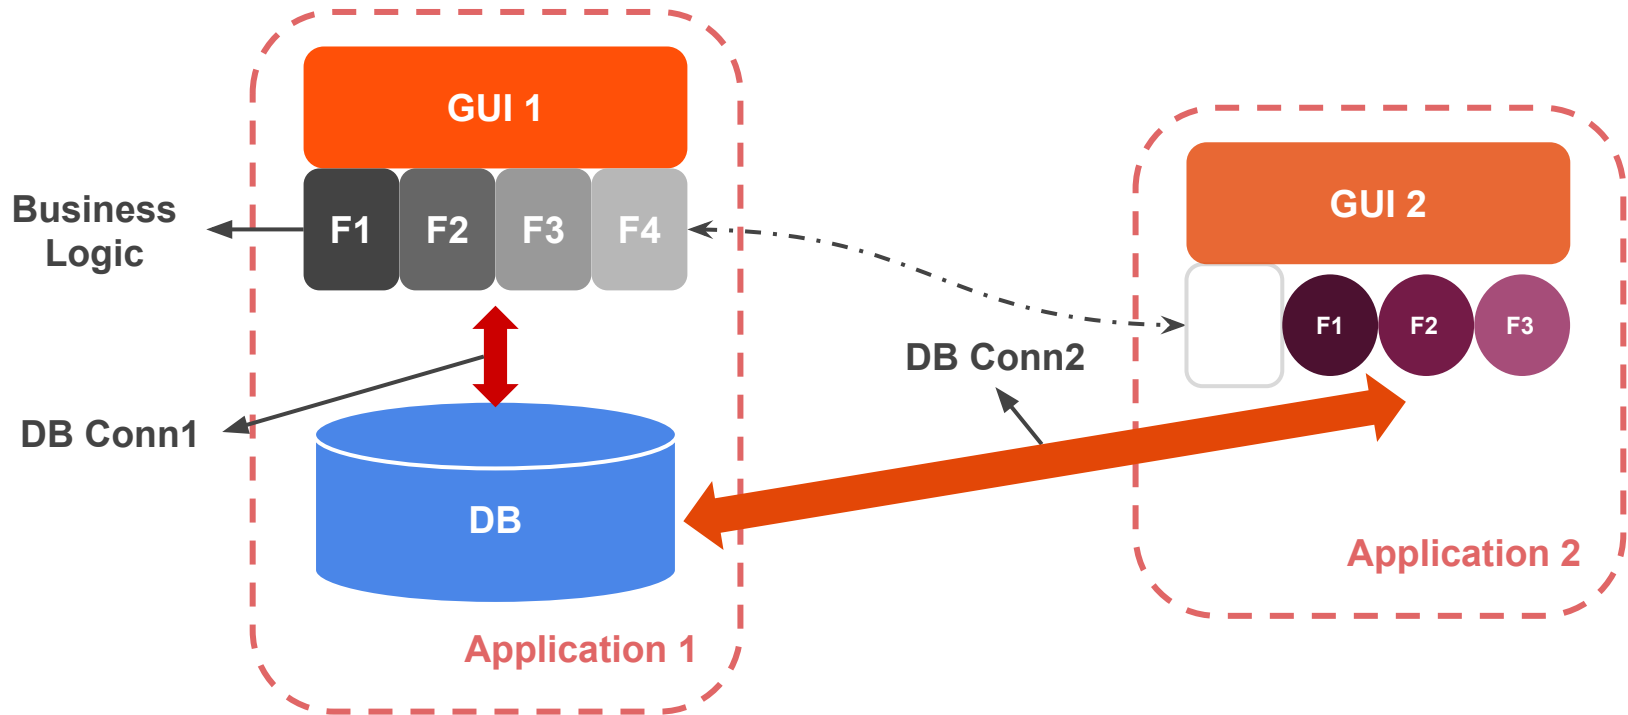 GUI 1
Business
Logic
F1 F2 F3 F4
DB Conn1
DB
Application 1
DB Conn2
GUI 2
F1 F2 F3
Application 2